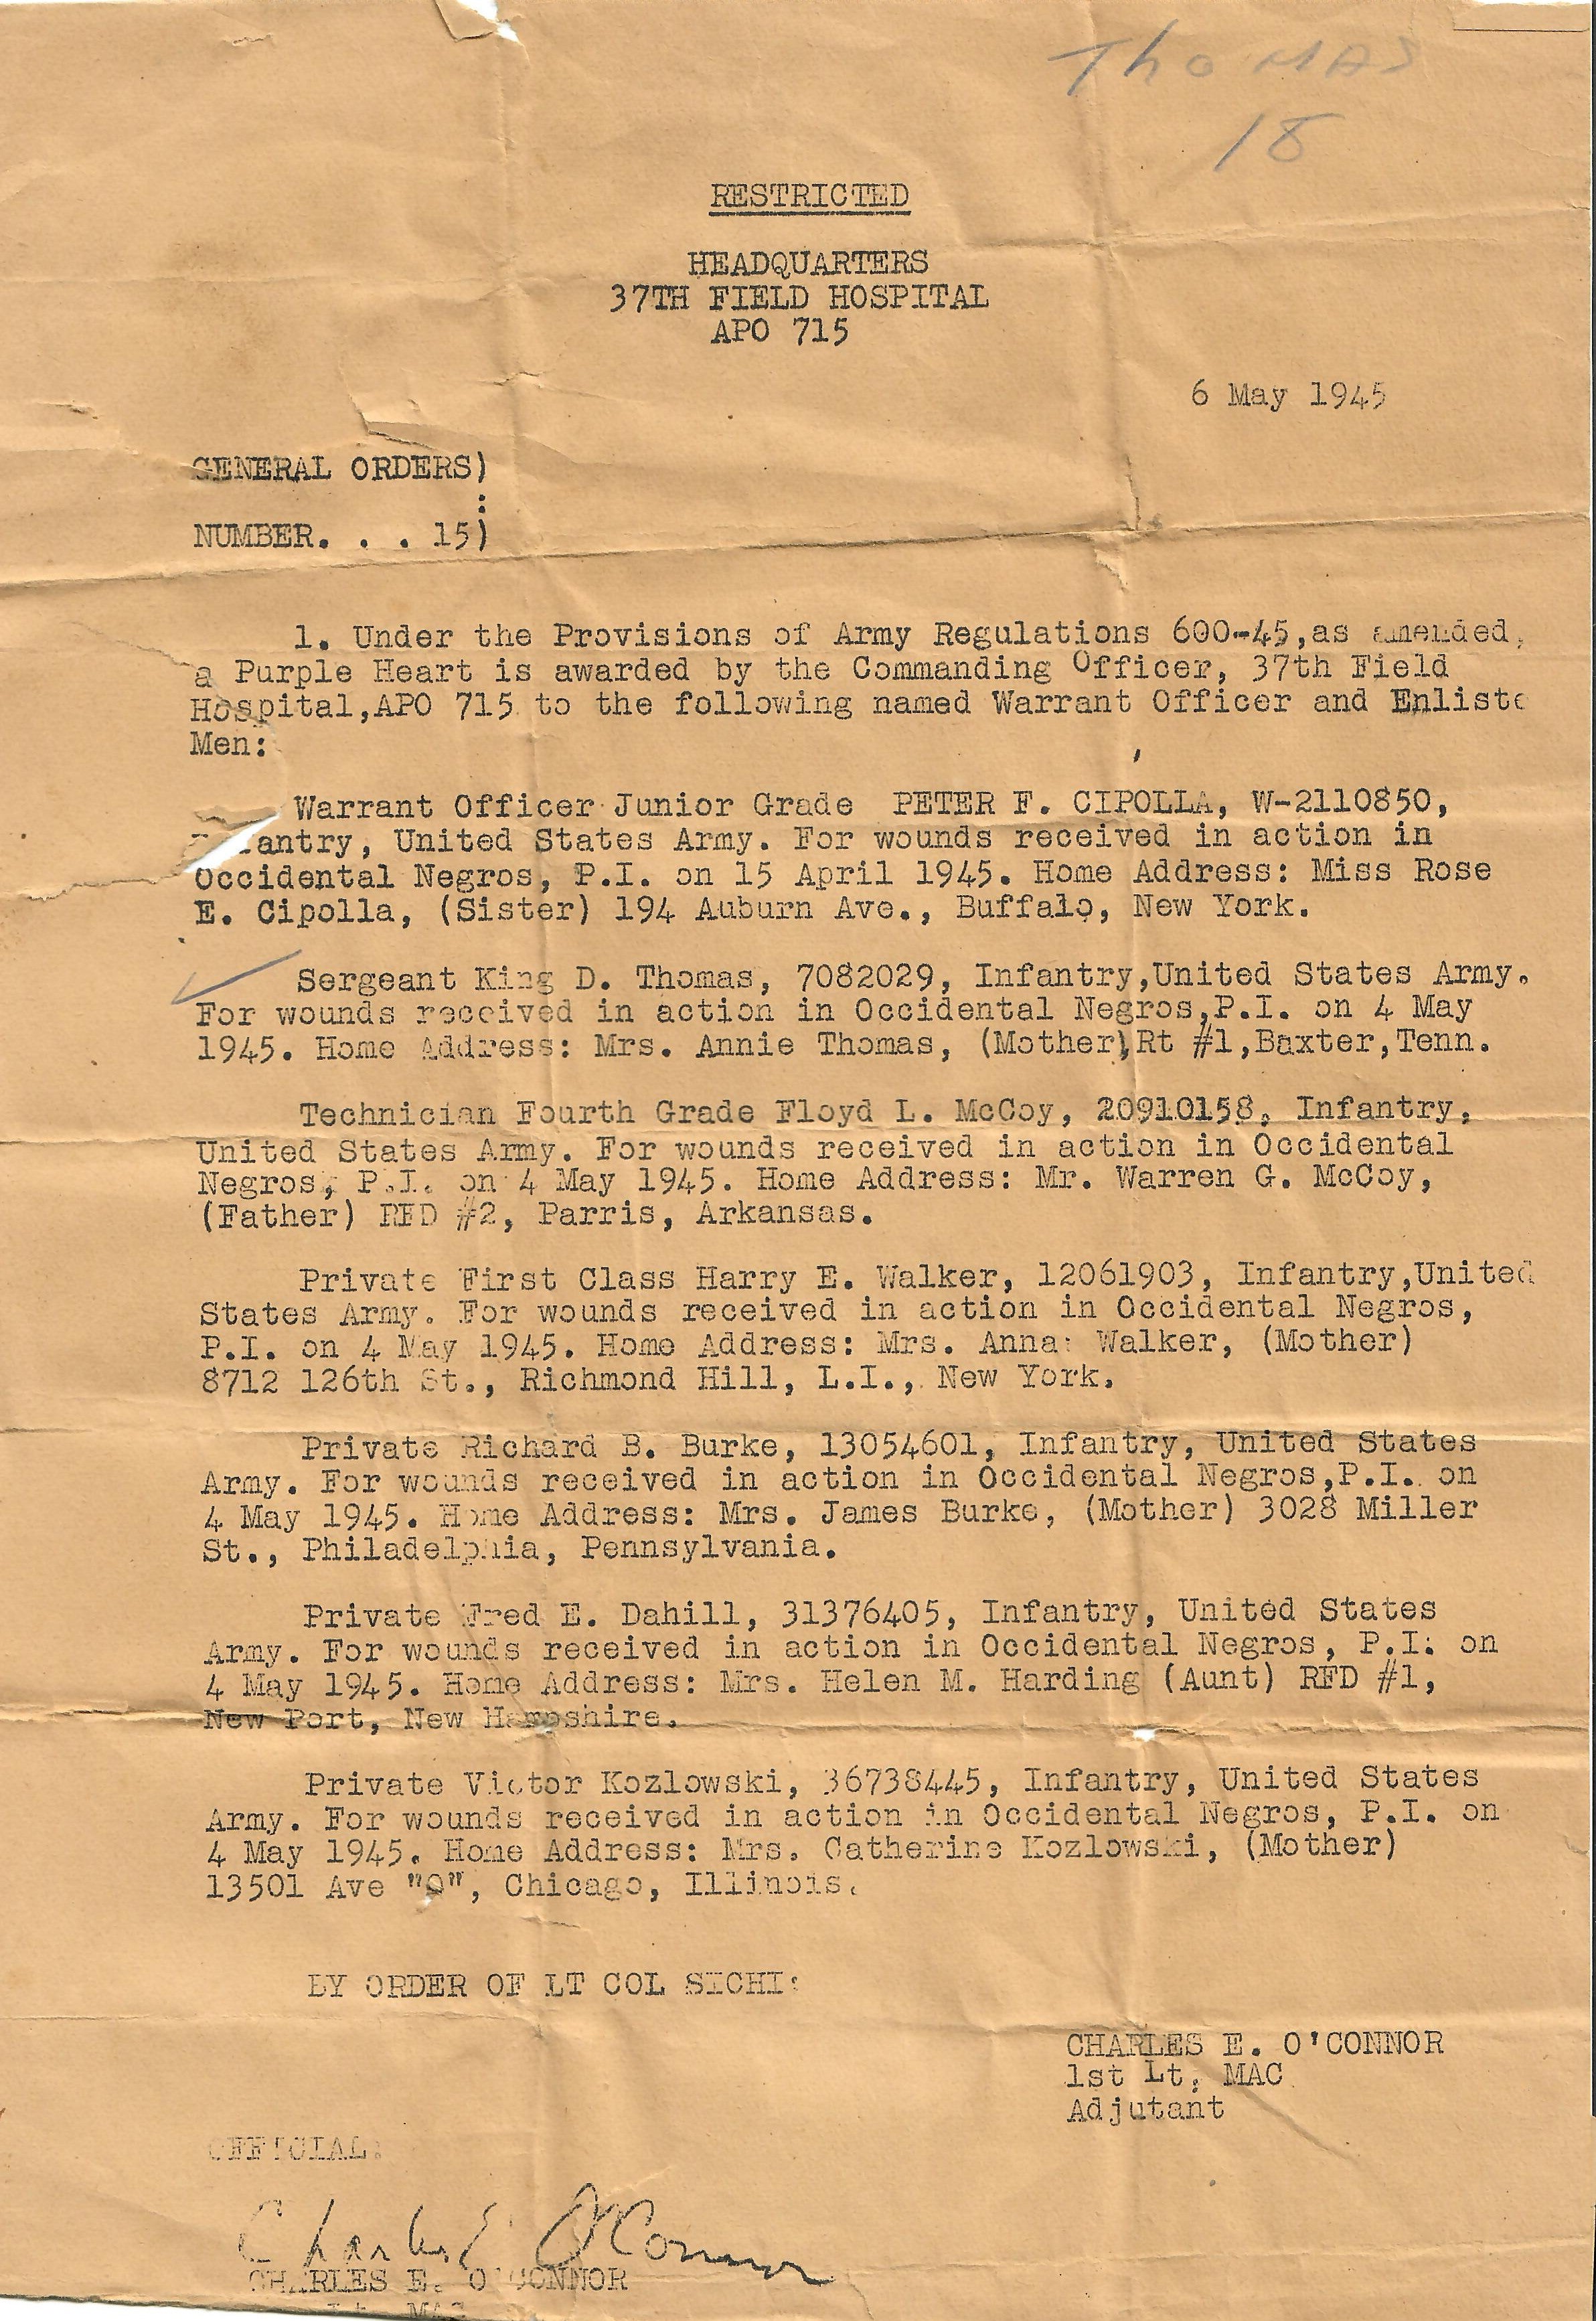 THOMAS
18
RESTRICTED
HEADQUARTERS
37TH FIELD HOSPITAL
APO 715
6 May 1945
GENERAL ORDERS)
:
NUMBER. . . 15)
1. Under the Provisions of Army Regulations 600-45,as amended,
a Purple Heart is awarded by the Commanding Officer, 37th Field
Hospital,APO 715 to the following named Warrant Officer and Enliste
Men:
Warrant Officer Junior Grade PETER F. CIPOLLA, W-2110850,
antry, United States Army. For wounds received in action in
Occidental Negros, P.I. on 15 April 1945. Home Address: Miss Rose
E. Cipolla, (Sister) 194 Auburn Ave., Buffalo, New York.
Sergeant King D. Thomas, 7082029, Infantry,United States Army.
For wounds received in action in Occidental Negros,P.I. on 4 May
1945. Home Address: Mrs. Annie Thomas, (Mother),Rt #1,Baxter,Tenn.
Technician Fourth Grade Floyd L. McCoy, 20910158, Infantry,
United States Army. For wounds received in action in Occidental
Negros, P.I. on 4 May 1945. Home Address: Mr. Warren G. McCoy,
(Father) RFD #2, Parris, Arkansas.
Private First Class Harry E. Walker, 12061903, Infantry,United
States Army. For wounds received in action in Occidental Negros,
P.I. on 4 May 1945. Home Address: Mrs. Anna Walker, (Mother)
8712 126th St., Richmond Hill, L.I., New York.
Private Richard B. Burke, 13054601, Infantry, United States
Army. For wounds received in action in Occidental Negros,P.I. on
4 May 1945. Home Address: Mrs. James Burke, (Mother) 3028 Miller
St., Philadelphia, Pennsylvania.
Private Fred E. Dahill, 31376405, Infantry, United States
Army. For wounds received in action in Occidental Negros, P.I. on
4 May 1945. Home Address: Mrs. Helen M. Harding (Aunt) RFD #1,
New Port, New Hampshire.
Private Victor Kozlowski, 36738445, Infantry, United States
Army. For wounds received in action in Occidental Negros, P.I. on
4 May 1945. Home Address: Mrs. Catherine Kozlowski, (Mother)
13501 Ave "O", Chicago, Illinois.
BY ORDER OF LT COL SICHI:
CHARLES E. O'CONNOR
1st Lt, MAC
Adjutant
OFFICIAL:
Charles E O'Connor
CHARLES E. O'CONNOR
Lt. MAC